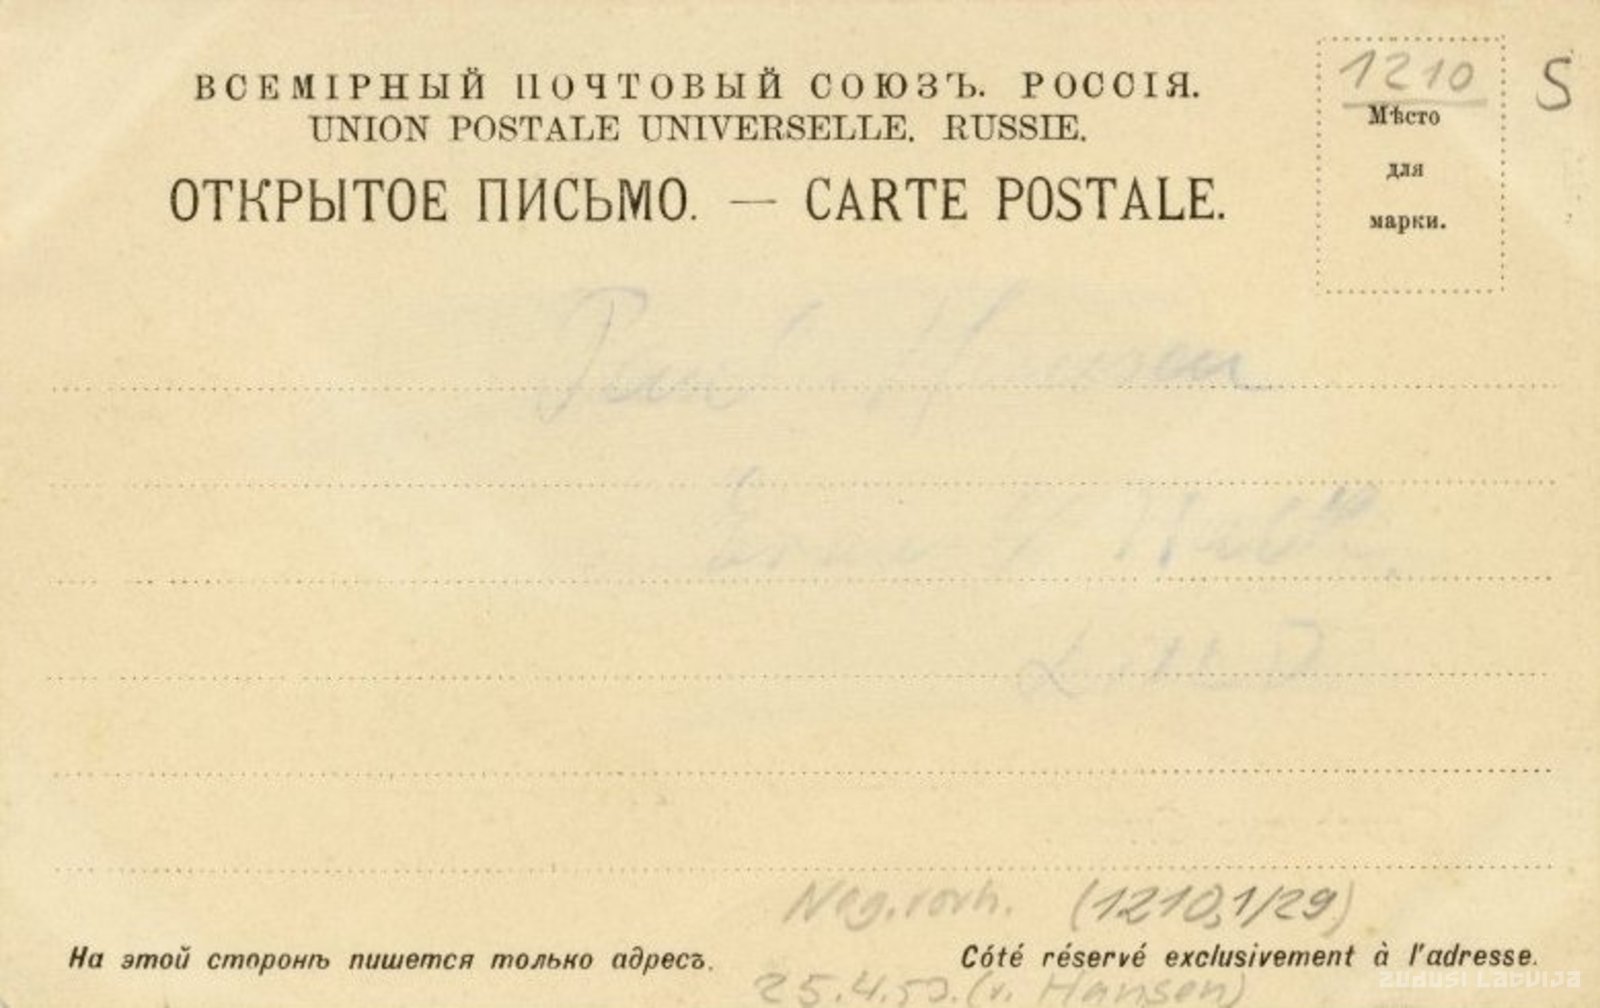 ВСЕМІРНЫЙ ПОЧТОВЫЙ СОЮЗЪ. РОССІЯ.
UNION POSTALE UNIVERSELLE. RUSSIE.
ОТКРЫТОЕ ПИСЬМО. — CARTE POSTALE.
1210
S
Мѣсто
для
марки.
Neg. vorh. (1210,1/29)
На этой сторонѣ пишется только адресъ.
Côté réservé exclusivement à l'adresse.
25.4.53. (v. Hansen)
ZUDUSI LATVIJA